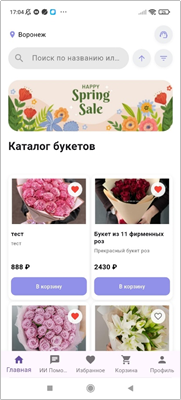 17:04
Воронеж
Поиск по названию ил...
HAPPY
Spring
Sale
Каталог букетов
тест
тест
888 ₽
В корзину
Букет из 11 фирменных
роз
Прекрасный букет роз
2430 ₽
В корзину
Главная
ИИ Помо...
Избранное
Корзина
Профиль